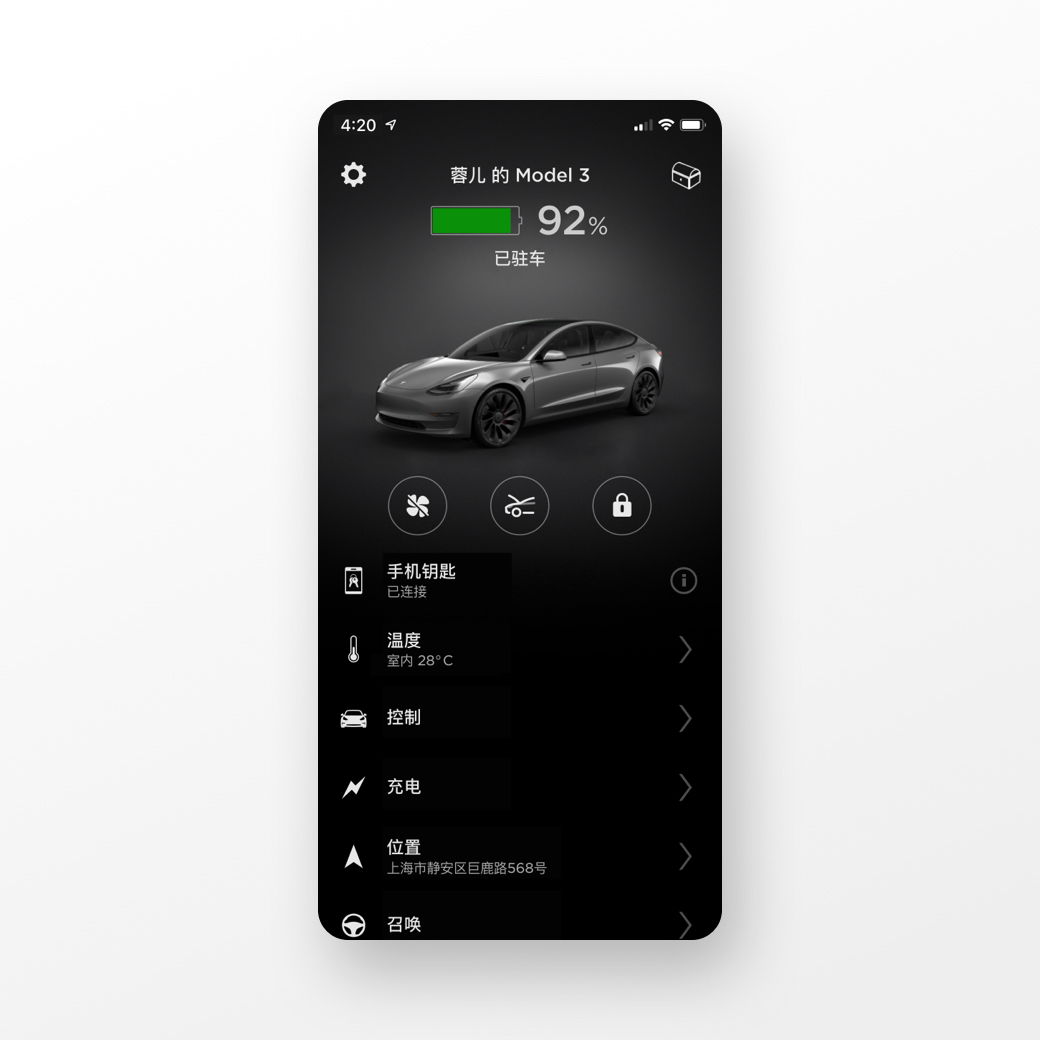 4:20
蓉儿 的 Model 3
92%
已驻车
手机钥匙
已连接
温度
室内 28°C
控制
充电
位置
上海市静安区巨鹿路568号
召唤